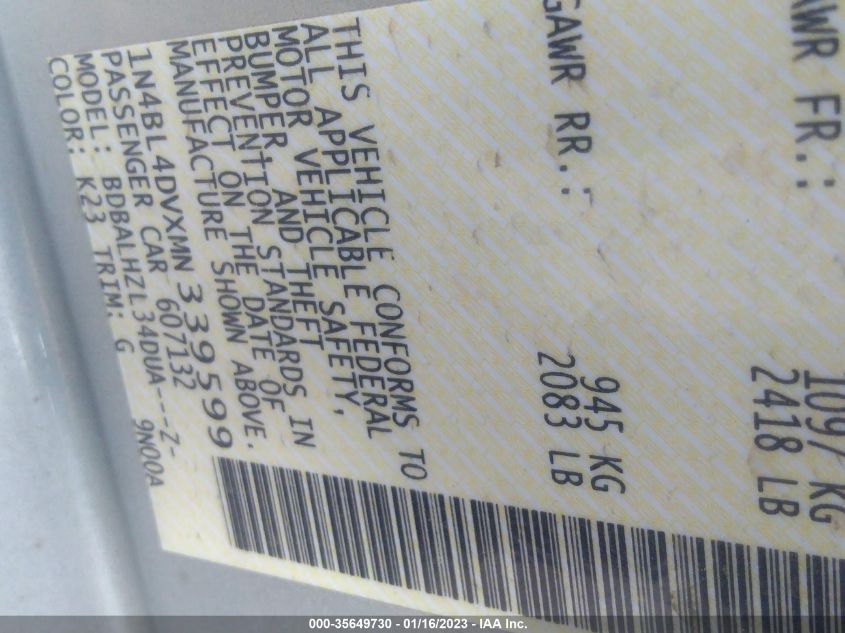 GAWR FR.: 1097 KG
2418 LB
GAWR RR.: 945 KG
2083 LB
THIS VEHICLE CONFORMS TO
ALL APPLICABLE FEDERAL
MOTOR VEHICLE SAFETY,
BUMPER, AND THEFT
PREVENTION STANDARDS IN
EFFECT ON THE DATE OF
MANUFACTURE SHOWN ABOVE.
1N4BL4DVXMN339599
PASSENGER CAR 607132
MODEL: BDBALHZL34DUA---Z-
COLOR: K23 TRIM: G 9N00A
000-35649730 - 01/16/2023 - IAA Inc.